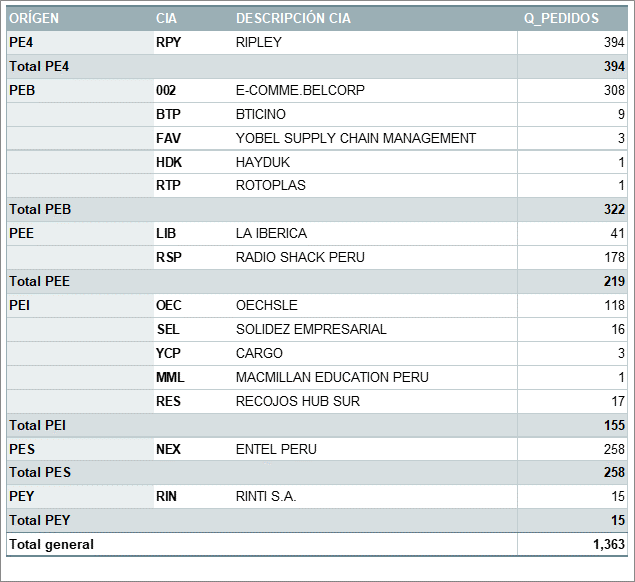 ORÍGEN CIA DESCRIPCIÓN CIA Q_PEDIDOS
PE4 RPY RIPLEY 394
Total PE4 394
PEB 002 E-COMME.BELCORP 308
BTP BTICINO 9
FAV YOBEL SUPPLY CHAIN MANAGEMENT 3
HDK HAYDUK 1
RTP ROTOPLAS 1
Total PEB 322
PEE LIB LA IBERICA 41
RSP RADIO SHACK PERU 178
Total PEE 219
PEI OEC OECHSLE 118
SEL SOLIDEZ EMPRESARIAL 16
YCP CARGO 3
MML MACMILLAN EDUCATION PERU 1
RES RECOJOS HUB SUR 17
Total PEI 155
PES NEX ENTEL PERU 258
Total PES 258
PEY RIN RINTI S.A. 15
Total PEY 15
Total general 1,363